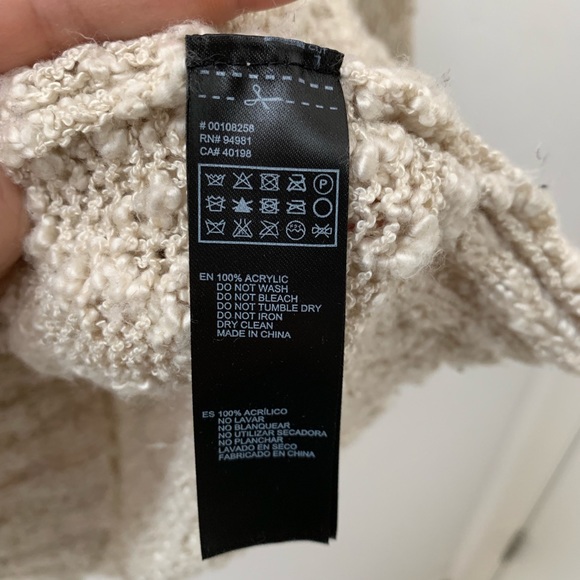 # 00108258
RN# 94981
CA# 40198
P
EN 100% ACRYLIC
DO NOT WASH
DO NOT BLEACH
DO NOT TUMBLE DRY
DO NOT IRON
DRY CLEAN
MADE IN CHINA
ES 100% ACRÍLICO
NO LAVAR
NO BLANQUEAR
NO UTILIZAR SECADORA
NO PLANCHAR
LAVADO EN SECO
FABRICADO EN CHINA